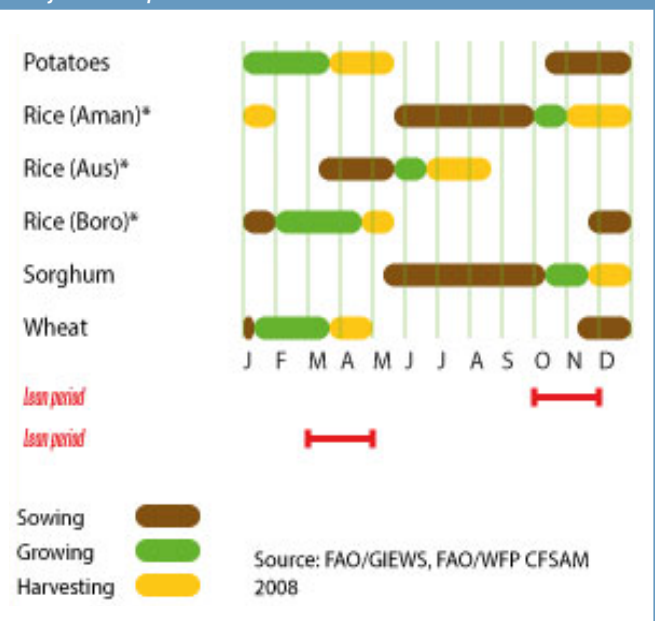 Potatoes
Rice (Aman)*
Rice (Aus)*
Rice (Boro)*
Sorghum
Wheat
J F M A M J J A S O N D
Lean period
Lean period
Sowing
Growing
Harvesting
Source: FAO/GIEWS, FAO/WFP CFSAM
2008